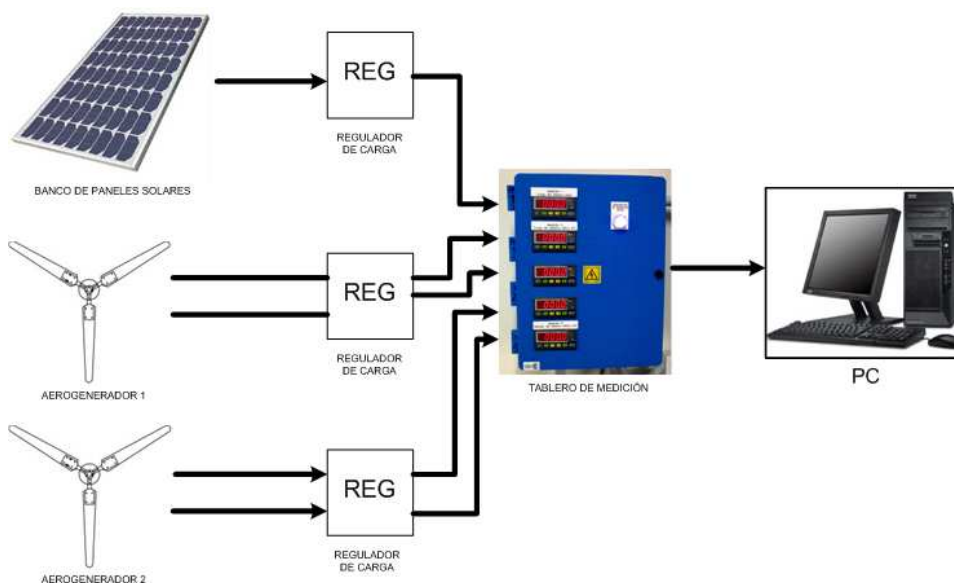 REG
REGULADOR
DE CARGA
BANCO DE PANELES SOLARES
REG
REGULADOR
DE CARGA
AEROGENERADOR 1
TABLERO DE MEDICIÓN
PC
REG
REGULADOR
DE CARGA
AEROGENERADOR 2